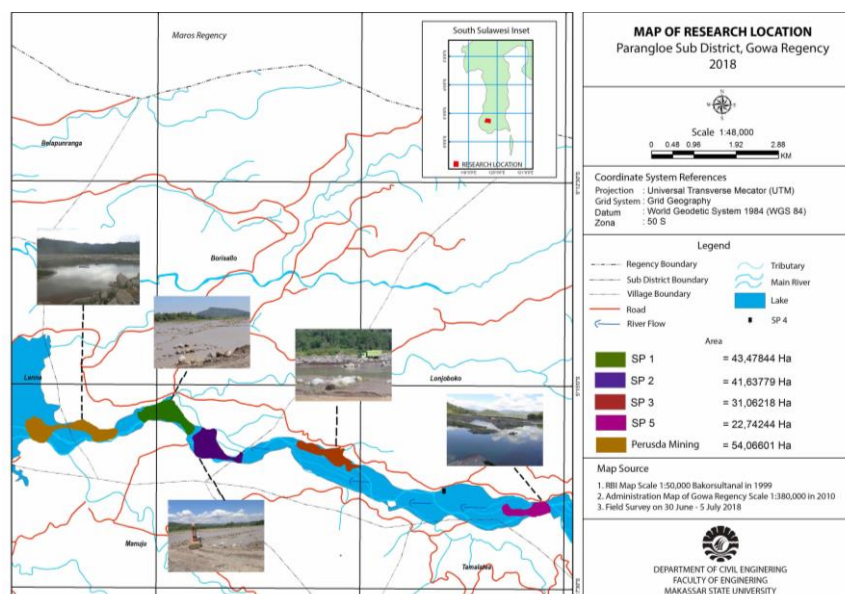 Maros Regency
South Sulawesi Inset
RESEARCH LOCATION
Bolapunranga
Borisallo
Lanna
Lonjoboko
Manuju
Tamalatea
MAP OF RESEARCH LOCATION
Parangloe Sub District, Gowa Regency
2018
Scale 1:48,000
0 0.48 0.96 1.92 2.88
KM
Coordinate System References
Projection : Universal Transverse Mecator (UTM)
Grid System : Grid Geography
Datum : World Geodetic System 1984 (WGS 84)
Zona : 50 S
Legend
Regency Boundary
Sub District Boundary
Village Boundary
Road
River Flow
Tributary
Main River
Lake
SP 4
Area
SP 1 = 43,47844 Ha
SP 2 = 41,63779 Ha
SP 3 = 31,06218 Ha
SP 5 = 22,74244 Ha
Perusda Mining = 54,06601 Ha
Map Source
1. RBI Map Scale 1:50,000 Bakorsultanal in 1999
2. Administration Map of Gowa Regency Scale 1:380,000 in 2010
3. Field Survey on 30 June - 5 July 2018
DEPARTMENT OF CIVIL ENGINERING
FACULTY OF ENGINERING
MAKASSAR STATE UNIVERSITY